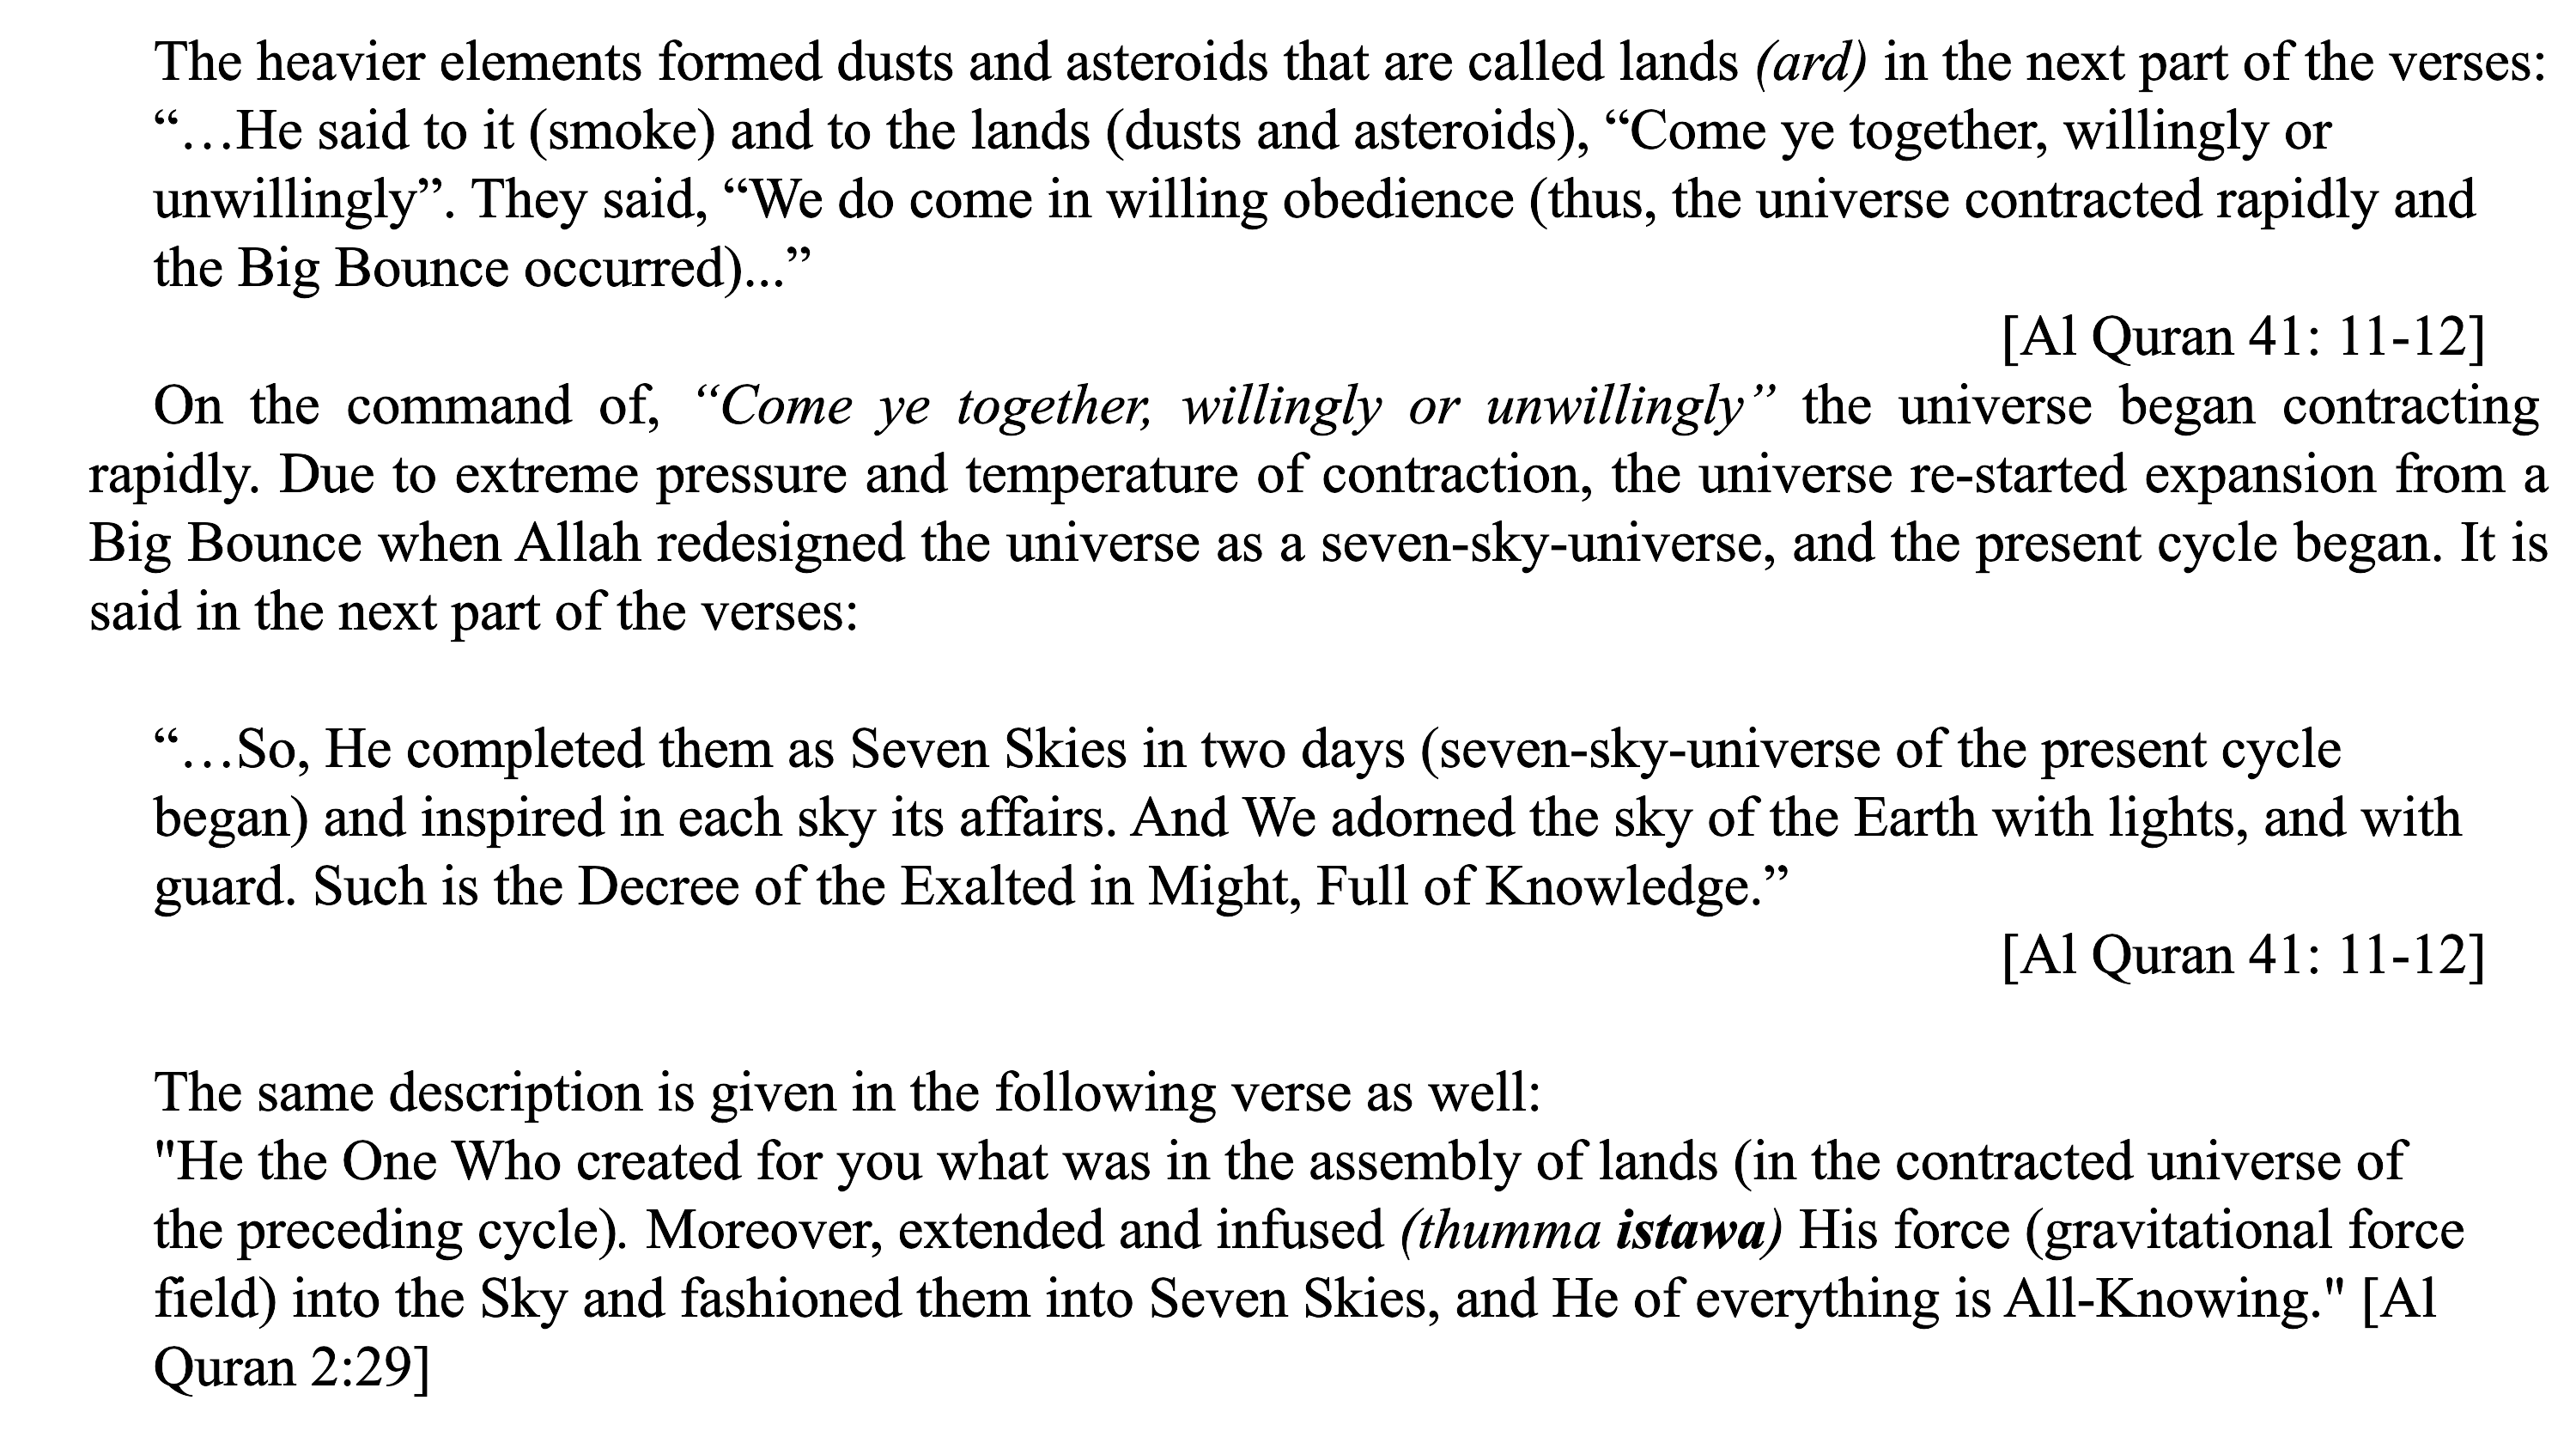 The heavier elements formed dusts and asteroids that are called lands (ard) in the next part of the verses:
“…He said to it (smoke) and to the lands (dusts and asteroids), “Come ye together, willingly or
unwillingly”. They said, “We do come in willing obedience (thus, the universe contracted rapidly and
the Big Bounce occurred)...”
[Al Quran 41: 11-12]
On the command of, “Come ye together, willingly or unwillingly” the universe began contracting
rapidly. Due to extreme pressure and temperature of contraction, the universe re-started expansion from a
Big Bounce when Allah redesigned the universe as a seven-sky-universe, and the present cycle began. It is
said in the next part of the verses:
“…So, He completed them as Seven Skies in two days (seven-sky-universe of the present cycle
began) and inspired in each sky its affairs. And We adorned the sky of the Earth with lights, and with
guard. Such is the Decree of the Exalted in Might, Full of Knowledge.”
[Al Quran 41: 11-12]
The same description is given in the following verse as well:
"He the One Who created for you what was in the assembly of lands (in the contracted universe of
the preceding cycle). Moreover, extended and infused (thumma istawa) His force (gravitational force
field) into the Sky and fashioned them into Seven Skies, and He of everything is All-Knowing." [Al
Quran 2:29]